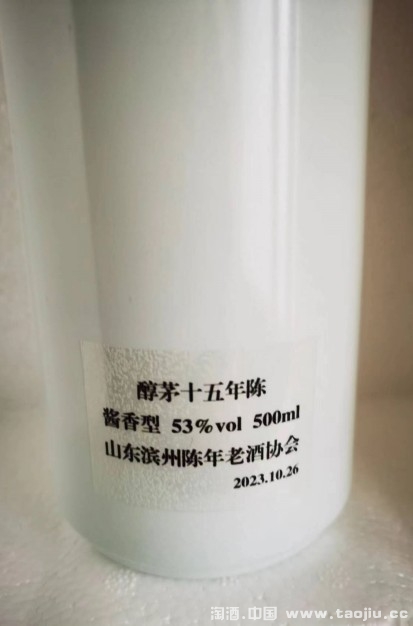 醇茅十五年陈
酱香型 53%vol 500ml
山东滨州陈年老酒协会
2023.10.26
淘酒.中国 www.taojiu.cc